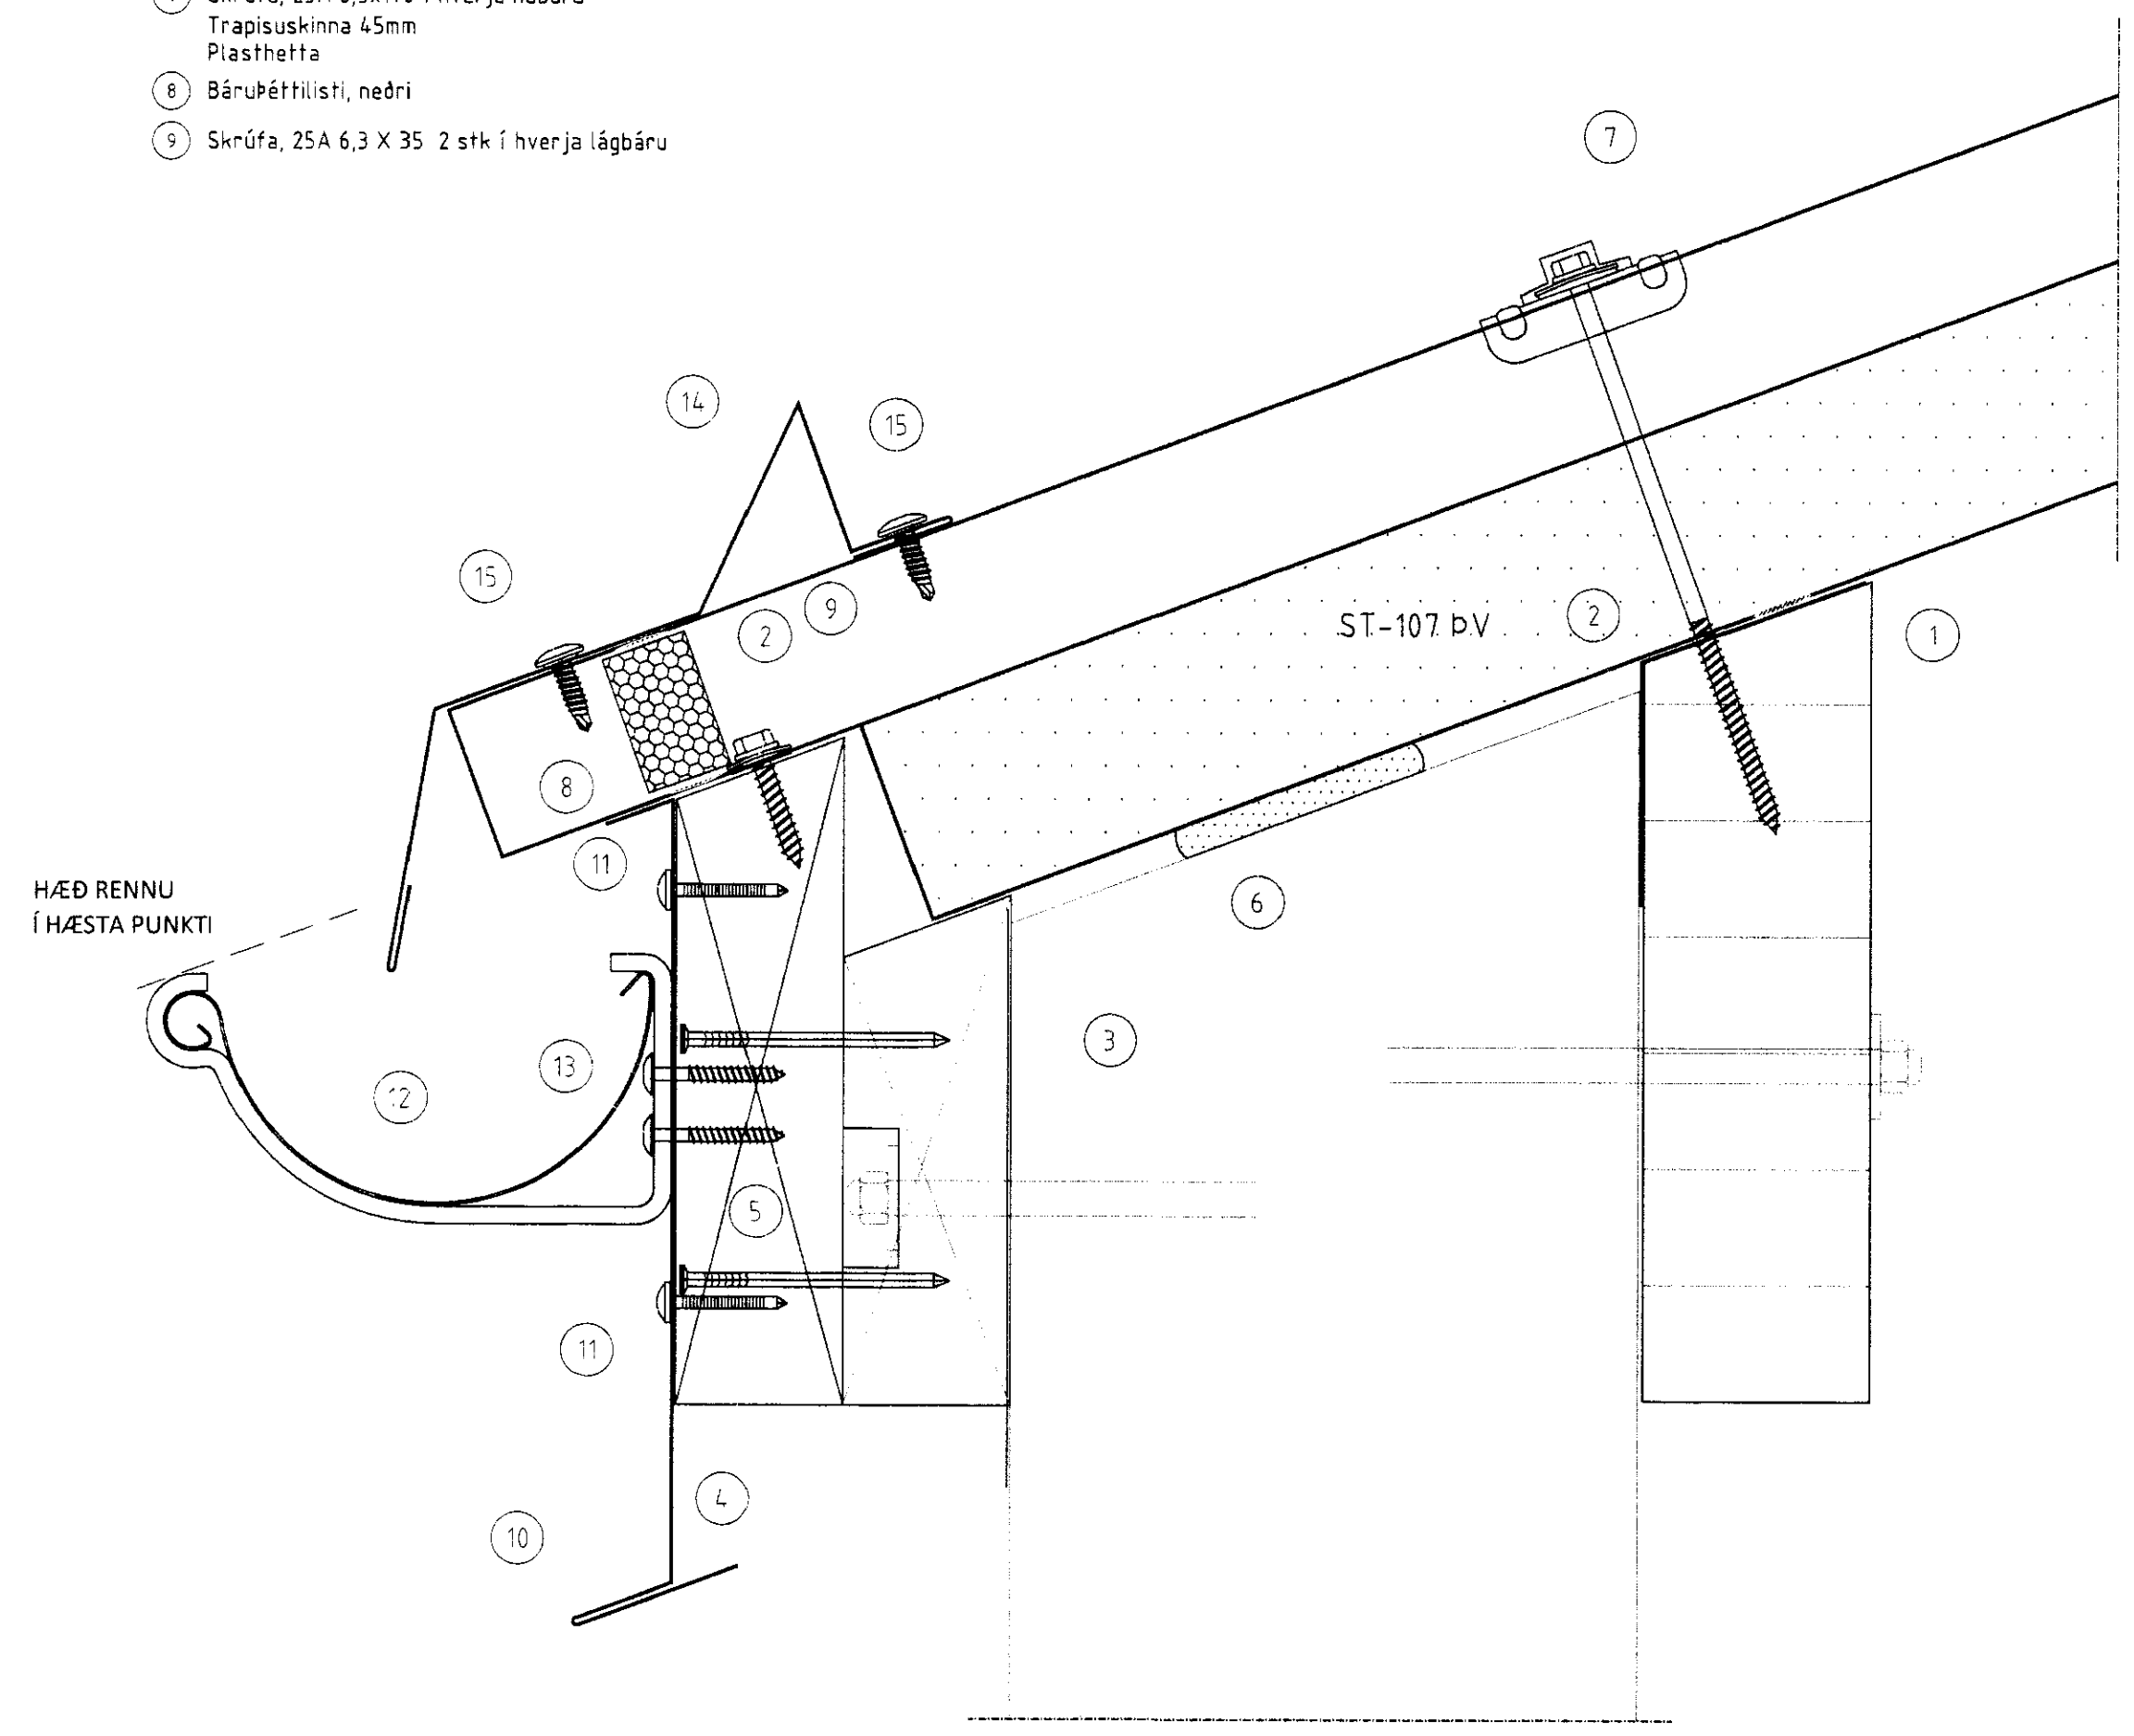 Trapisuskinna 45mm
Plasthetta
8 Báruþéttilisti, neðri
9 Skrúfa, 25A 6,3 X 35 2 stk í hverja lágbáru
7
14
15
15
2
9
ST-107 Þ.V
2
1
8
11
HÆÐ RENNU
Í HÆSTA PUNKTI
6
3
13
12
5
11
4
10